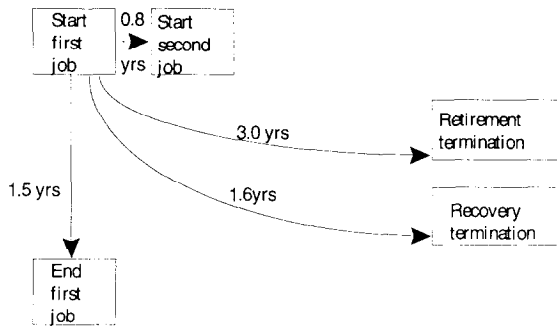 Start
first
job
0.8
yrs
Start
second
job
3.0 yrs
Retirement
termination
1.5 yrs
1.6yrs
Recovery
termination
End
first
job